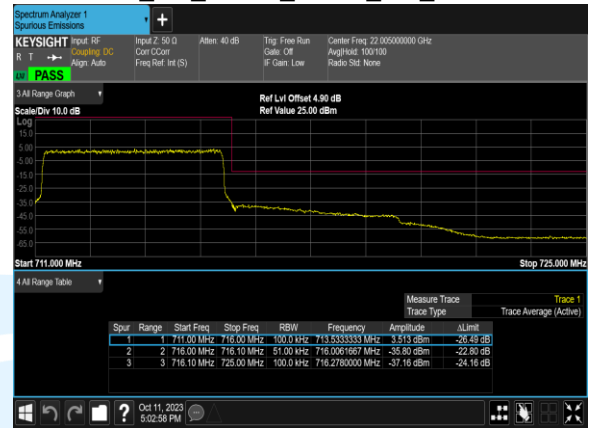 Spectrum Analyzer 1
Spurious Emissions
+
KEYSIGHT Input: RF Input Z: 50 Ω Atten: 40 dB Trig: Free Run Center Freq: 22.005000000 GHz
Coupling: DC Corr CCorr Gate: Off Avg|Hold: 100/100
R T Align: Auto Freq Ref: Int (S) IF Gain: Low Radio Std: None
PASS
3 All Range Graph
Ref Lvl Offset 4.90 dB
Scale/Div 10.0 dB Ref Value 25.00 dBm
Log
15.0
5.00
-5.00
-15.0
-25.0
-35.0
-45.0
-55.0
-65.0
Start 711.000 MHz Stop 725.000 MHz
4 All Range Table
Measure Trace Trace 1
Trace Type Trace Average (Active)
Spur Range Start Freq Stop Freq RBW Frequency Amplitude ΔLimit
1 1 711.00 MHz 716.00 MHz 100.0 kHz 713.5333333 MHz 3.513 dBm -26.49 dB
2 2 716.00 MHz 716.10 MHz 51.00 kHz 716.0061667 MHz -35.80 dBm -22.80 dB
3 3 716.10 MHz 725.00 MHz 100.0 kHz 716.2780000 MHz -37.16 dBm -24.16 dB
? Oct 11, 2023
5:02:58 PM